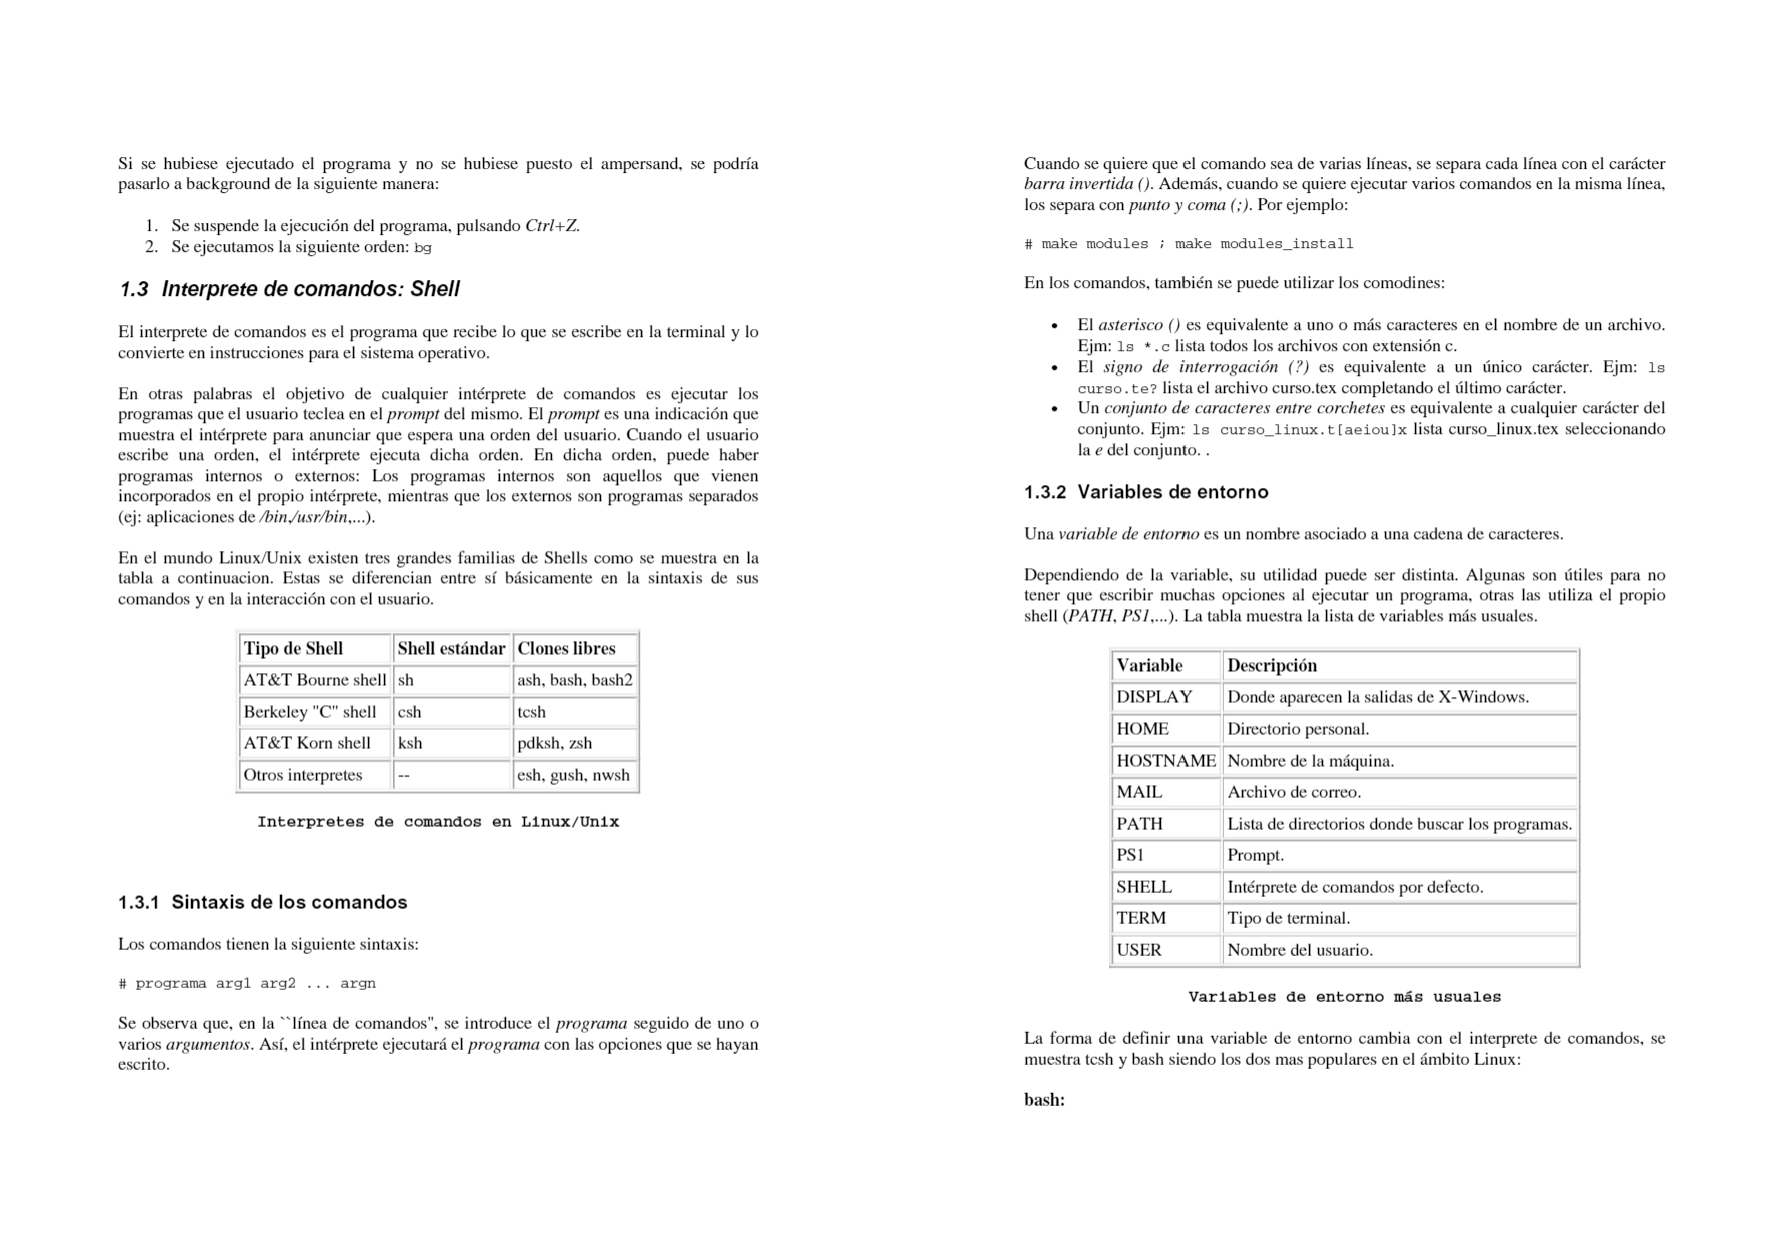 Si se hubiese ejecutado el programa y no se hubiese puesto el ampersand, se podría
pasarlo a background de la siguiente manera:
1. Se suspende la ejecución del programa, pulsando Ctrl+Z.
2. Se ejecutamos la siguiente orden: bg
1.3 Interprete de comandos: Shell
El interprete de comandos es el programa que recibe lo que se escribe en la terminal y lo
convierte en instrucciones para el sistema operativo.
En otras palabras el objetivo de cualquier intérprete de comandos es ejecutar los
programas que el usuario teclea en el prompt del mismo. El prompt es una indicación que
muestra el intérprete para anunciar que espera una orden del usuario. Cuando el usuario
escribe una orden, el intérprete ejecuta dicha orden. En dicha orden, puede haber
programas internos o externos: Los programas internos son aquellos que vienen
incorporados en el propio intérprete, mientras que los externos son programas separados
(ej: aplicaciones de /bin,/usr/bin,...).
En el mundo Linux/Unix existen tres grandes familias de Shells como se muestra en la
tabla a continuacion. Estas se diferencian entre sí básicamente en la sintaxis de sus
comandos y en la interacción con el usuario.
Tipo de Shell Shell estándar Clones libres
AT&T Bourne shell sh ash, bash, bash2
Berkeley "C" shell csh tcsh
AT&T Korn shell ksh pdksh, zsh
Otros interpretes -- esh, gush, nwsh
Interpretes de comandos en Linux/Unix
1.3.1 Sintaxis de los comandos
Los comandos tienen la siguiente sintaxis:
# programa arg1 arg2 ... argn
Se observa que, en la ``línea de comandos'', se introduce el programa seguido de uno o
varios argumentos. Así, el intérprete ejecutará el programa con las opciones que se hayan
escrito.
Cuando se quiere que el comando sea de varias líneas, se separa cada línea con el carácter
barra invertida (). Además, cuando se quiere ejecutar varios comandos en la misma línea,
los separa con punto y coma (;). Por ejemplo:
# make modules ; make modules_install
En los comandos, también se puede utilizar los comodines:
• El asterisco () es equivalente a uno o más caracteres en el nombre de un archivo.
Ejm: ls *.c lista todos los archivos con extensión c.
• El signo de interrogación (?) es equivalente a un único carácter. Ejm: ls
curso.te? lista el archivo curso.tex completando el último carácter.
• Un conjunto de caracteres entre corchetes es equivalente a cualquier carácter del
conjunto. Ejm: ls curso_linux.t[aeiou]x lista curso_linux.tex seleccionando
la e del conjunto. .
1.3.2 Variables de entorno
Una variable de entorno es un nombre asociado a una cadena de caracteres.
Dependiendo de la variable, su utilidad puede ser distinta. Algunas son útiles para no
tener que escribir muchas opciones al ejecutar un programa, otras las utiliza el propio
shell (PATH, PS1,...). La tabla muestra la lista de variables más usuales.
Variable Descripción
DISPLAY Donde aparecen la salidas de X-Windows.
HOME Directorio personal.
HOSTNAME Nombre de la máquina.
MAIL Archivo de correo.
PATH Lista de directorios donde buscar los programas.
PS1 Prompt.
SHELL Intérprete de comandos por defecto.
TERM Tipo de terminal.
USER Nombre del usuario.
Variables de entorno más usuales
La forma de definir una variable de entorno cambia con el interprete de comandos, se
muestra tcsh y bash siendo los dos mas populares en el ámbito Linux:
bash: